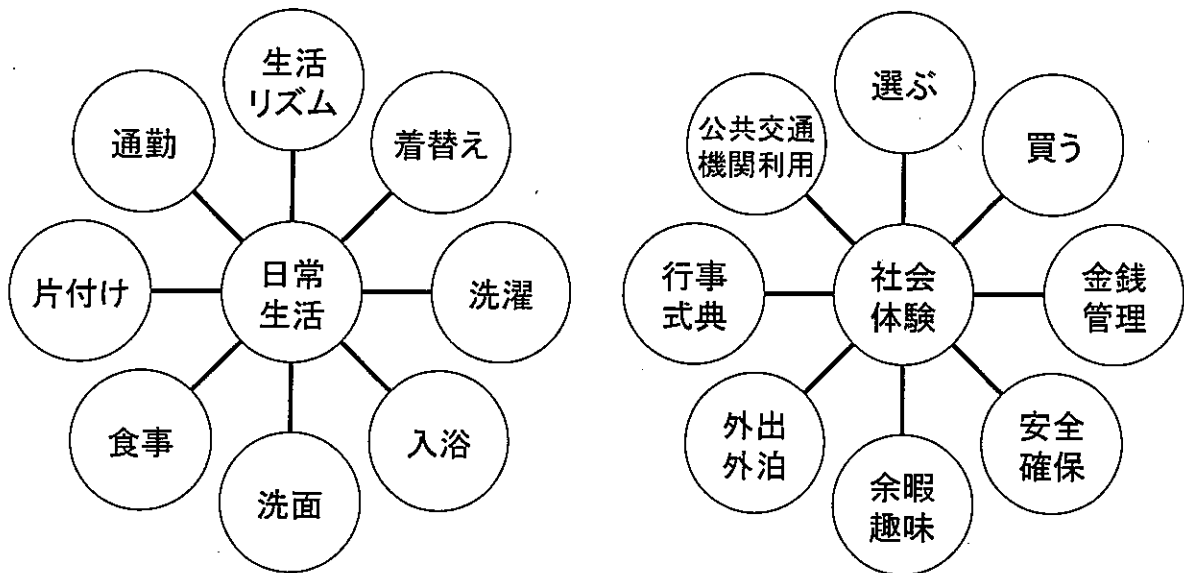 日常
生活
生活
リズム
着替え
洗濯
入浴
洗面
食事
片付け
通勤
社会
体験
選ぶ
買う
金銭
管理
安全
確保
余暇
趣味
外出
外泊
行事
式典
公共交通
機関利用